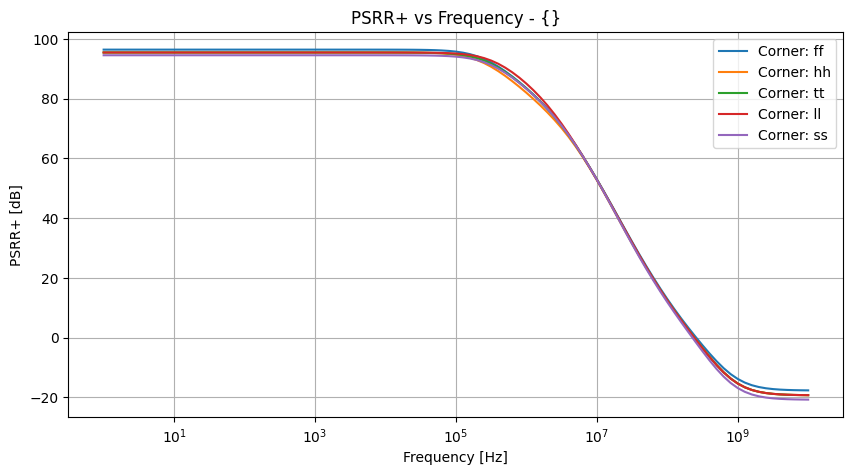 PSRR+ vs Frequency - {}
PSRR+ [dB]
100
80
60
40
20
0
−20
10^1
10^3
10^5
10^7
10^9
Frequency [Hz]
Corner: ff
Corner: hh
Corner: tt
Corner: ll
Corner: ss